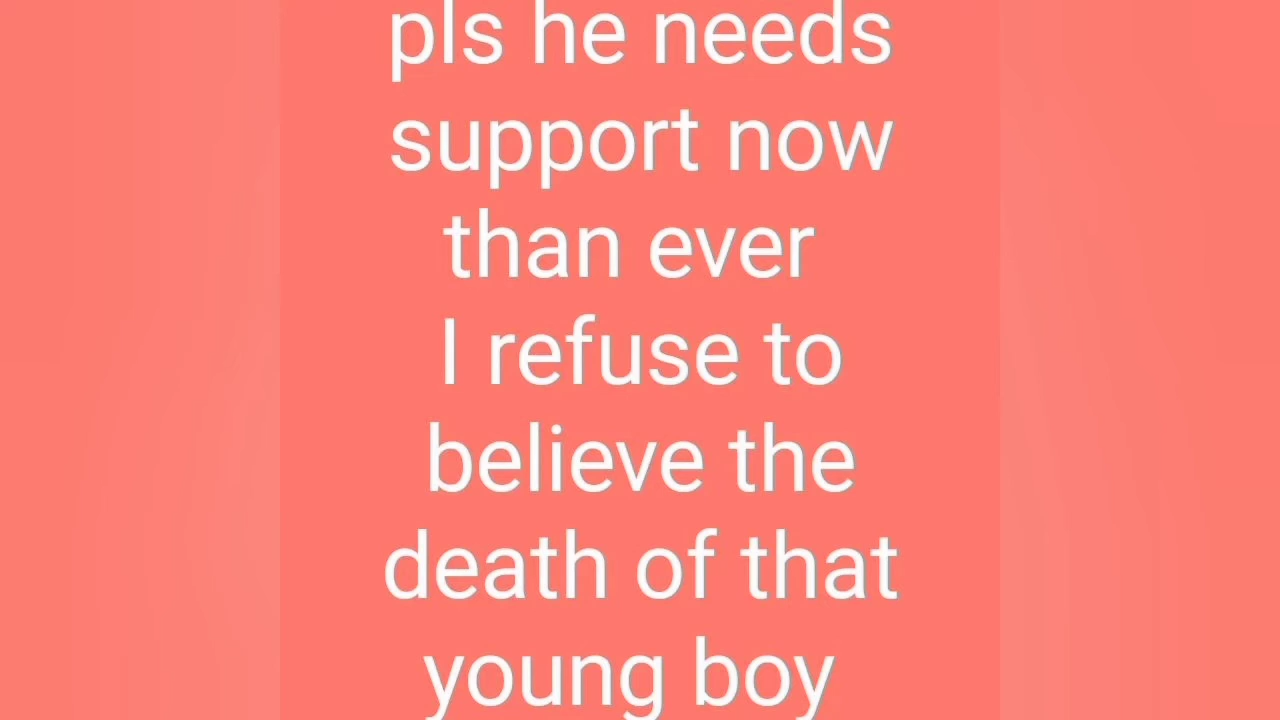 pls he needs
support now
than ever
I refuse to
believe the
death of that
young boy